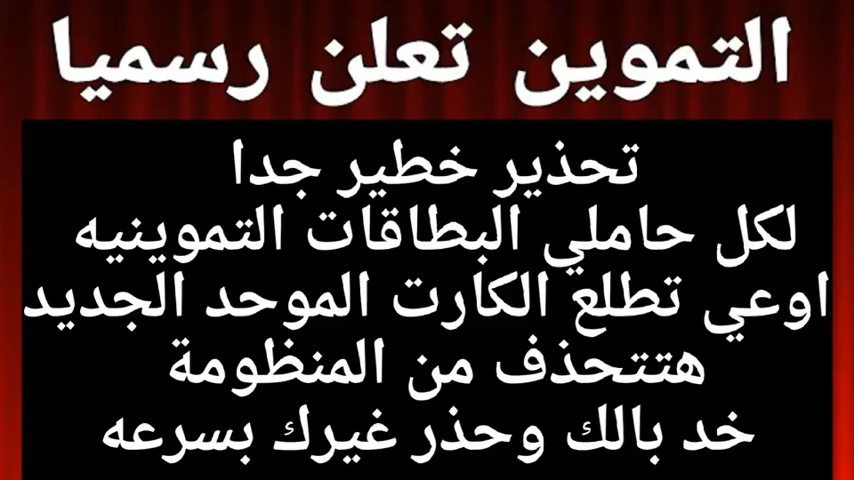 التموين تعلن رسميا
تحذير خطير جدا
لكل حاملي البطاقات التموينيه
اوعي تطلع الكارت الموحد الجديد
هتتحذف من المنظومة
خد بالك وحذر غيرك بسرعه